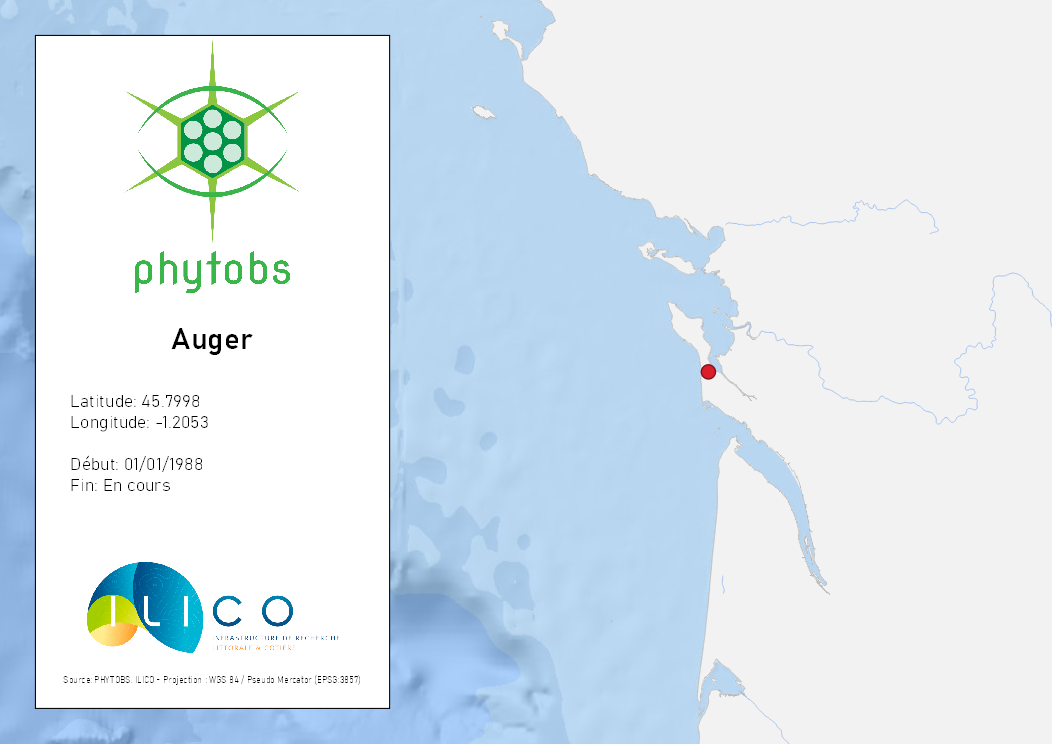 phytobs
Auger
Latitude: 45.7998
Longitude: -1.2053
Début: 01/01/1988
Fin: En cours
ILICO
INFRASTRUCTURE DE RECHERCHE
LITTORALE & COTIERE
Source: PHYTOBS, ILICO - Projection : WGS 84 / Pseudo Mercator (EPSG:3857)